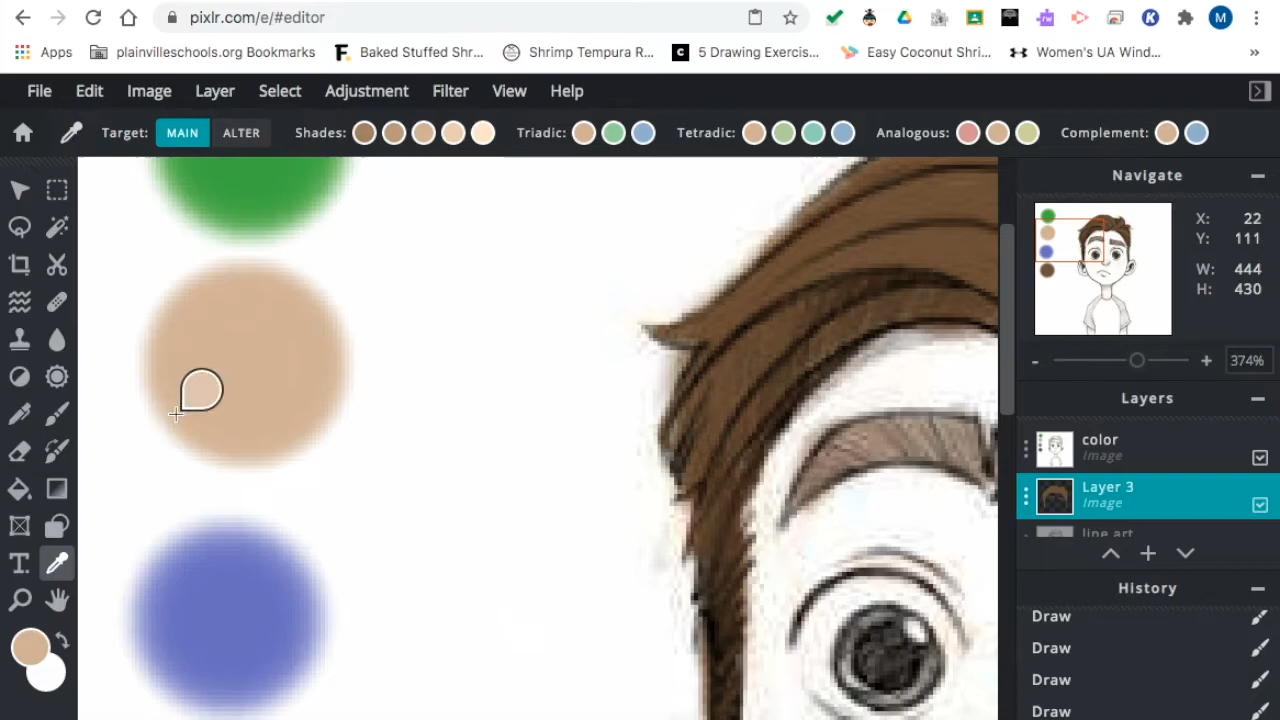 pixlr.com/e/#editor
M
Apps plainvilleschools.org Bookmarks Baked Stuffed Shr... Shrimp Tempura R... 5 Drawing Exercis... Easy Coconut Shri... Women's UA Wind... »
File Edit Image Layer Select Adjustment Filter View Help
Target: MAIN ALTER Shades: Triadic: Tetradic: Analogous: Complement:
Navigate
X: 22
Y: 111
W: 444
H: 430
- + 374%
Layers
color
Image
Layer 3
Image
line art
History
Draw
Draw
Draw
Draw